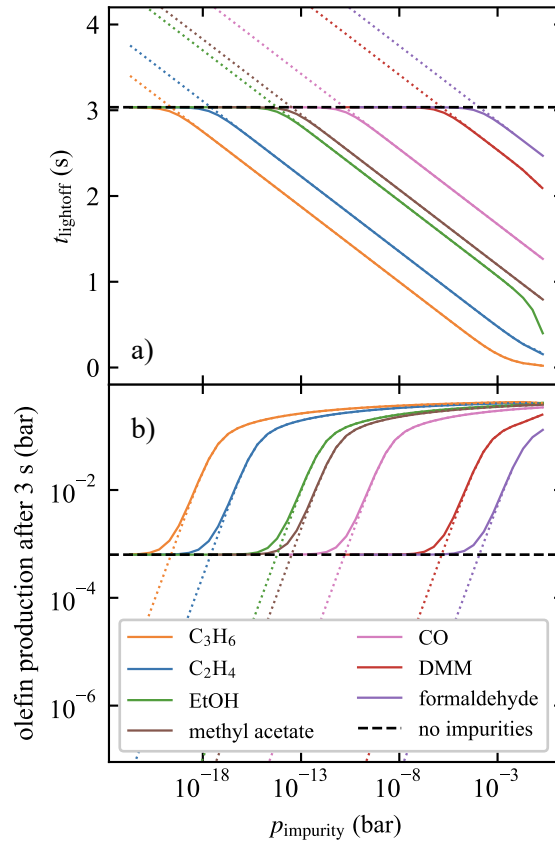 4
3
2
1
0
t_lightoff (s)
a)
b)
10^−2
10^−4
10^−6
olefin production after 3 s (bar)
C₃H₆
C₂H₄
EtOH
methyl acetate
CO
DMM
formaldehyde
no impurities
10^−18
10^−13
10^−8
10^−3
p_impurity (bar)